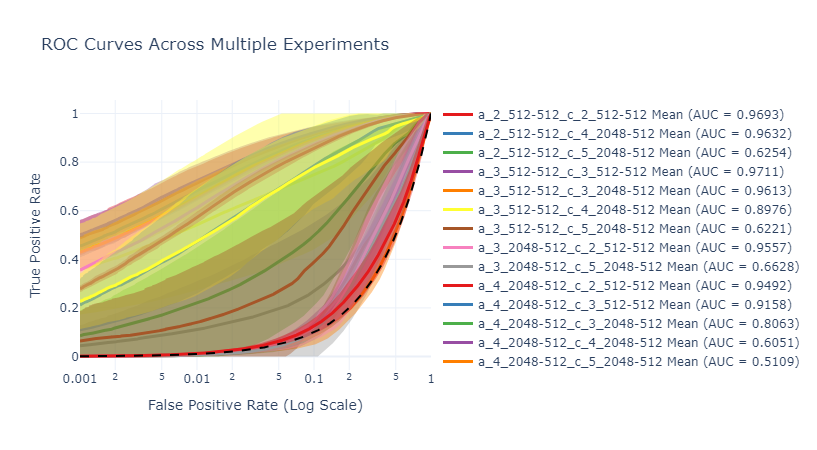 ROC Curves Across Multiple Experiments
True Positive Rate
1
0.8
0.6
0.4
0.2
0
0.001
2
5
0.01
2
5
0.1
2
5
1
False Positive Rate (Log Scale)
a_2_512-512_c_2_512-512 Mean (AUC = 0.9693)
a_2_512-512_c_4_2048-512 Mean (AUC = 0.9632)
a_2_512-512_c_5_2048-512 Mean (AUC = 0.6254)
a_3_512-512_c_3_512-512 Mean (AUC = 0.9711)
a_3_512-512_c_3_2048-512 Mean (AUC = 0.9613)
a_3_512-512_c_4_2048-512 Mean (AUC = 0.8976)
a_3_512-512_c_5_2048-512 Mean (AUC = 0.6221)
a_3_2048-512_c_2_512-512 Mean (AUC = 0.9557)
a_3_2048-512_c_5_2048-512 Mean (AUC = 0.6628)
a_4_2048-512_c_2_512-512 Mean (AUC = 0.9492)
a_4_2048-512_c_3_512-512 Mean (AUC = 0.9158)
a_4_2048-512_c_3_2048-512 Mean (AUC = 0.8063)
a_4_2048-512_c_4_2048-512 Mean (AUC = 0.6051)
a_4_2048-512_c_5_2048-512 Mean (AUC = 0.5109)